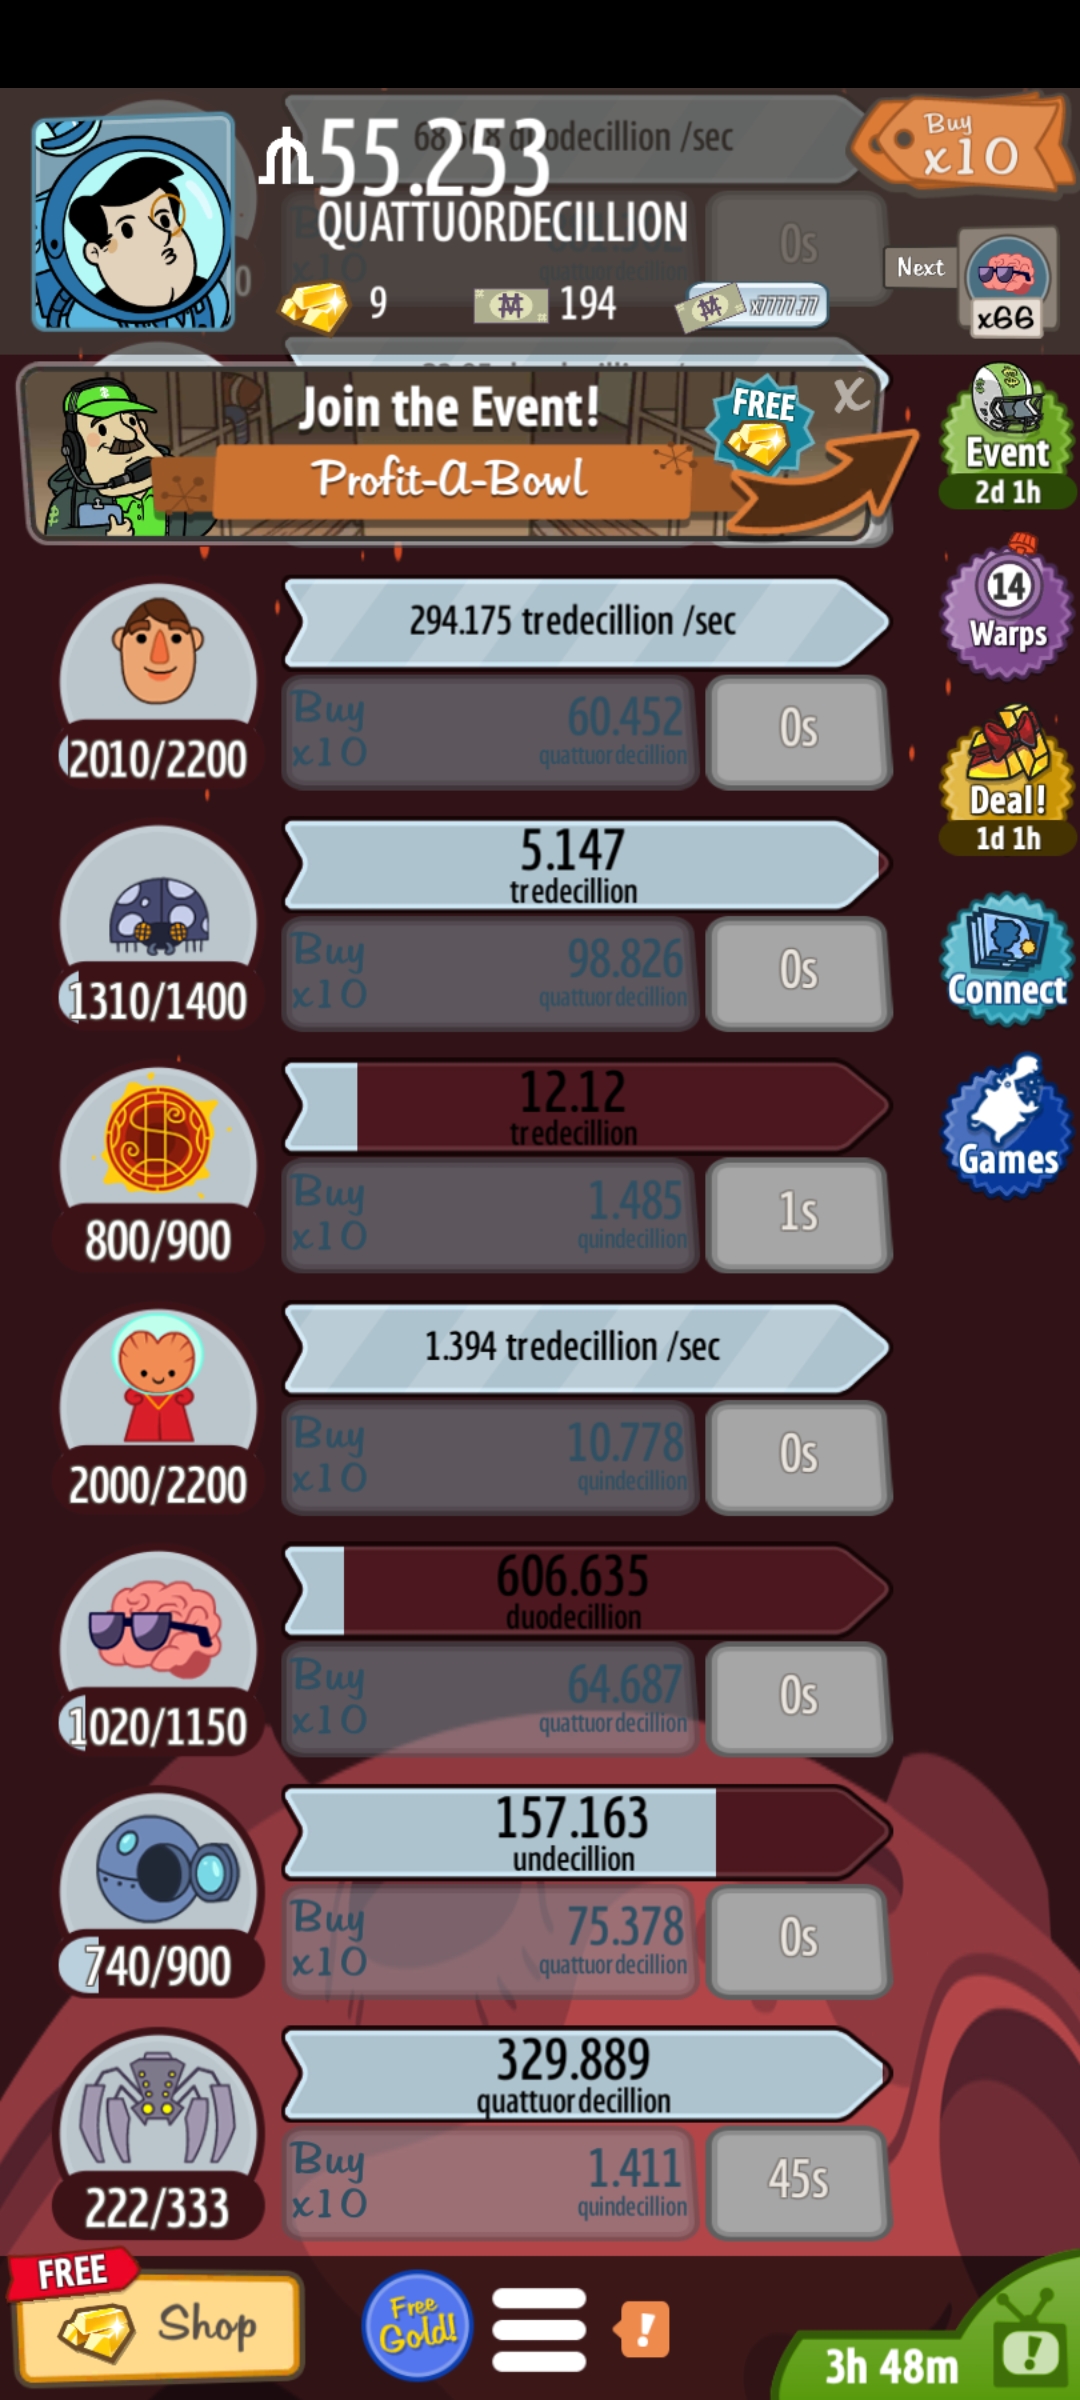 68.568 duodecillion /sec
₥55.253
QUATTUORDECILLION
Buy
x10
Buy
x10
quattuordecillion
0s
9
194
x7777.77
Next
x66
Join the Event!
Profit-A-Bowl
FREE
X
Event
2d 1h
294.175 tredecillion /sec
2010/2200
Buy
x10
60.452
quattuordecillion
0s
14
Warps
5.147
tredecillion
1310/1400
Buy
x10
98.826
quattuordecillion
0s
Deal!
1d 1h
12.12
tredecillion
800/900
Buy
x10
1.485
quindecillion
1s
Connect
Games
1.394 tredecillion /sec
2000/2200
Buy
x10
10.778
quindecillion
0s
606.635
duodecillion
1020/1150
Buy
x10
64.687
quattuordecillion
0s
157.163
undecillion
740/900
Buy
x10
75.378
quattuordecillion
0s
329.889
quattuordecillion
222/333
Buy
x10
1.411
quindecillion
45s
FREE
Shop
Free
Gold!
!
3h 48m
!